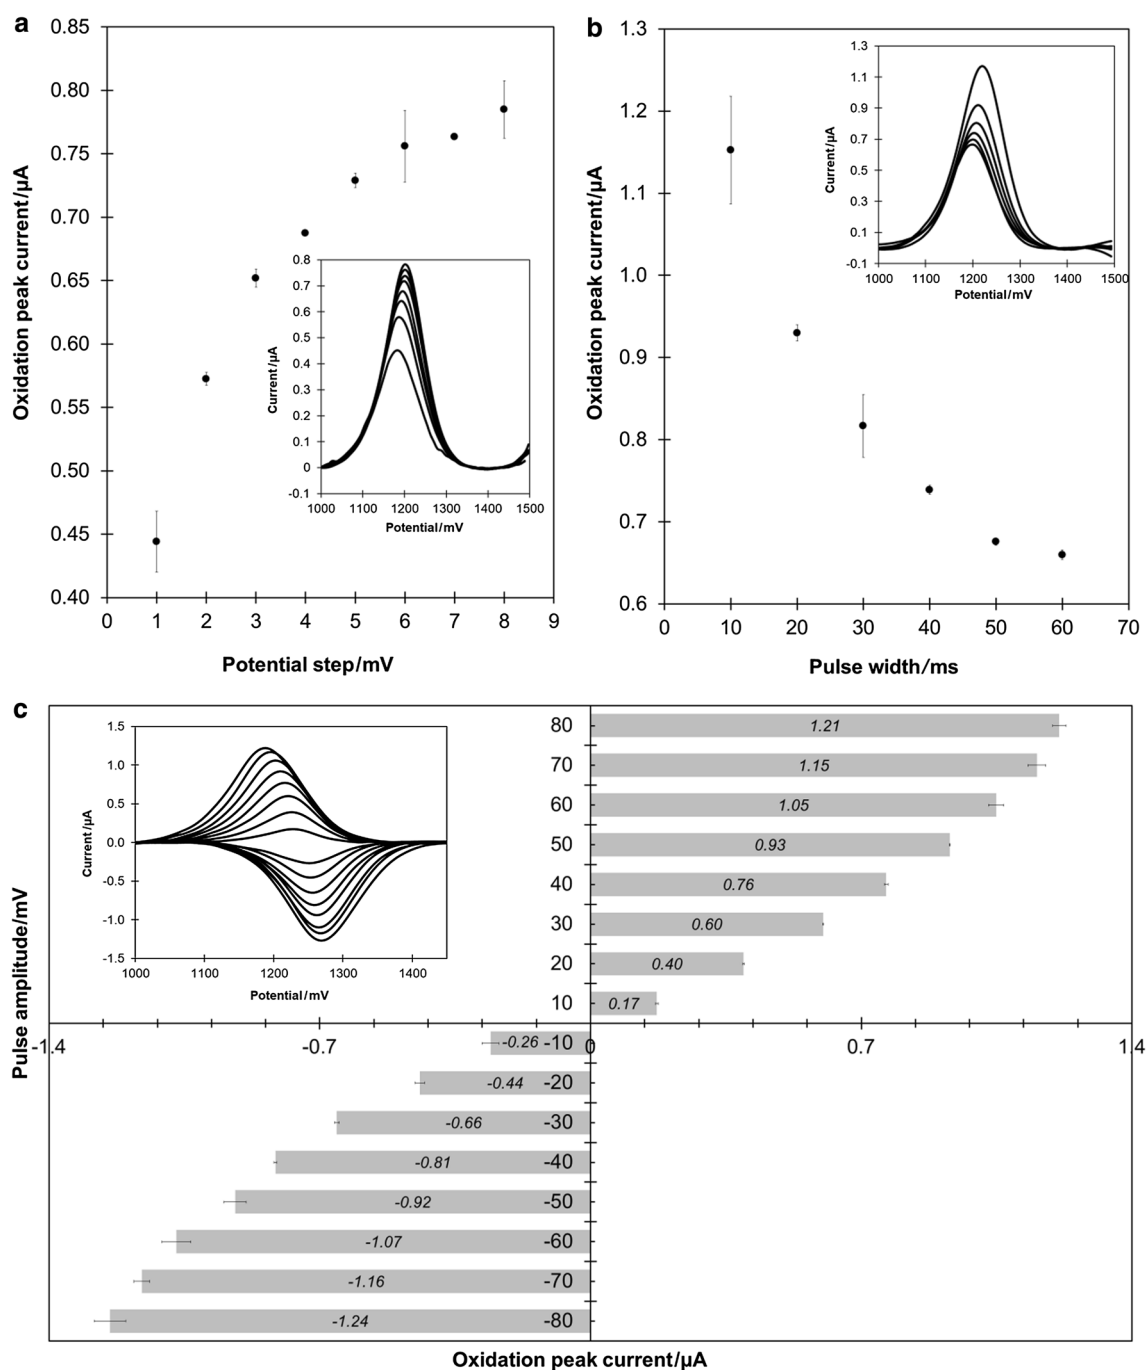 a
0.85
0.80
0.75
0.70
0.65
0.60
0.55
0.50
0.45
0.40
Oxidation peak current/µA
0 1 2 3 4 5 6 7 8 9
Potential step/mV
0.8
0.7
0.6
0.5
0.4
0.3
0.2
0.1
0
-0.1
Current/µA
1000 1100 1200 1300 1400 1500
Potential/mV
b
1.3
1.2
1.1
1.0
0.9
0.8
0.7
0.6
Oxidation peak current/µA
0 10 20 30 40 50 60 70
Pulse width/ms
1.3
1.1
0.9
0.7
0.5
0.3
0.1
-0.1
Current/µA
1000 1100 1200 1300 1400 1500
Potential/mV
c
1.5
1.0
0.5
0.0
-0.5
-1.0
-1.5
Current/µA
1000 1100 1200 1300 1400
Potential/mV
Pulse amplitude/mV
80 1.21
70 1.15
60 1.05
50 0.93
40 0.76
30 0.60
20 0.40
10 0.17
-1.4 -0.7 0 0.7 1.4
-0.26 -10
-0.44 -20
-0.66 -30
-0.81 -40
-0.92 -50
-1.07 -60
-1.16 -70
-1.24 -80
Oxidation peak current/µA